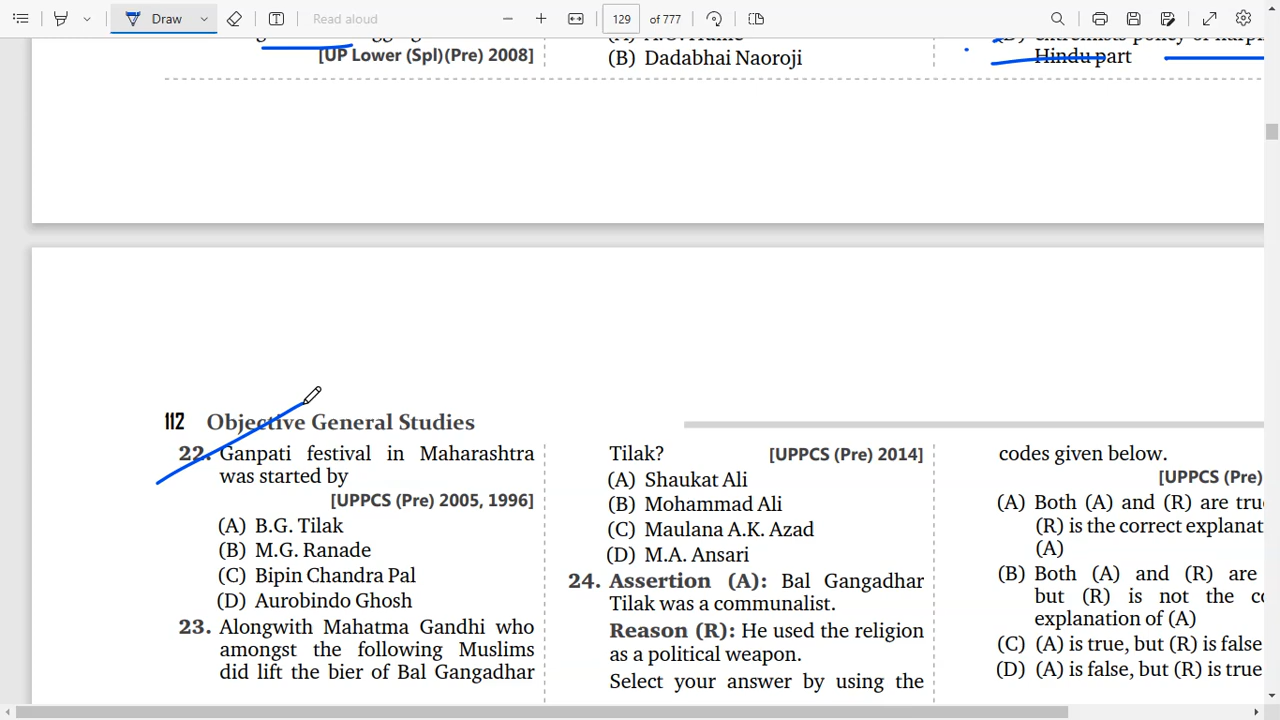 Draw
Read aloud
129
of 777
[UP Lower (Spl)(Pre) 2008]
(B) Dadabhai Naoroji
Hindu part
112 Objective General Studies
22. Ganpati festival in Maharashtra
was started by
[UPPCS (Pre) 2005, 1996]
(A) B.G. Tilak
(B) M.G. Ranade
(C) Bipin Chandra Pal
(D) Aurobindo Ghosh
23. Alongwith Mahatma Gandhi who
amongst the following Muslims
did lift the bier of Bal Gangadhar
Tilak? [UPPCS (Pre) 2014]
(A) Shaukat Ali
(B) Mohammad Ali
(C) Maulana A.K. Azad
(D) M.A. Ansari
24. Assertion (A): Bal Gangadhar
Tilak was a communalist.
Reason (R): He used the religion
as a political weapon.
Select your answer by using the
codes given below.
[UPPCS (Pre)
(A) Both (A) and (R) are tru
(R) is the correct explanat
(A)
(B) Both (A) and (R) are
but (R) is not the co
explanation of (A)
(C) (A) is true, but (R) is false
(D) (A) is false, but (R) is true